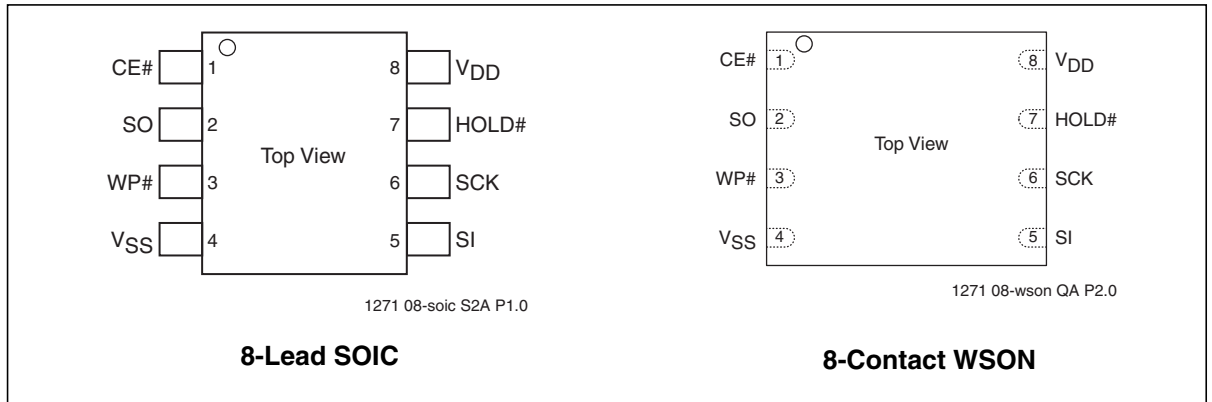 CE# 1 8 VDD
SO 2 7 HOLD#
Top View
WP# 3 6 SCK
VSS 4 5 SI
1271 08-soic S2A P1.0
8-Lead SOIC
CE# 1 8 VDD
SO 2 7 HOLD#
Top View
WP# 3 6 SCK
VSS 4 5 SI
1271 08-wson QA P2.0
8-Contact WSON